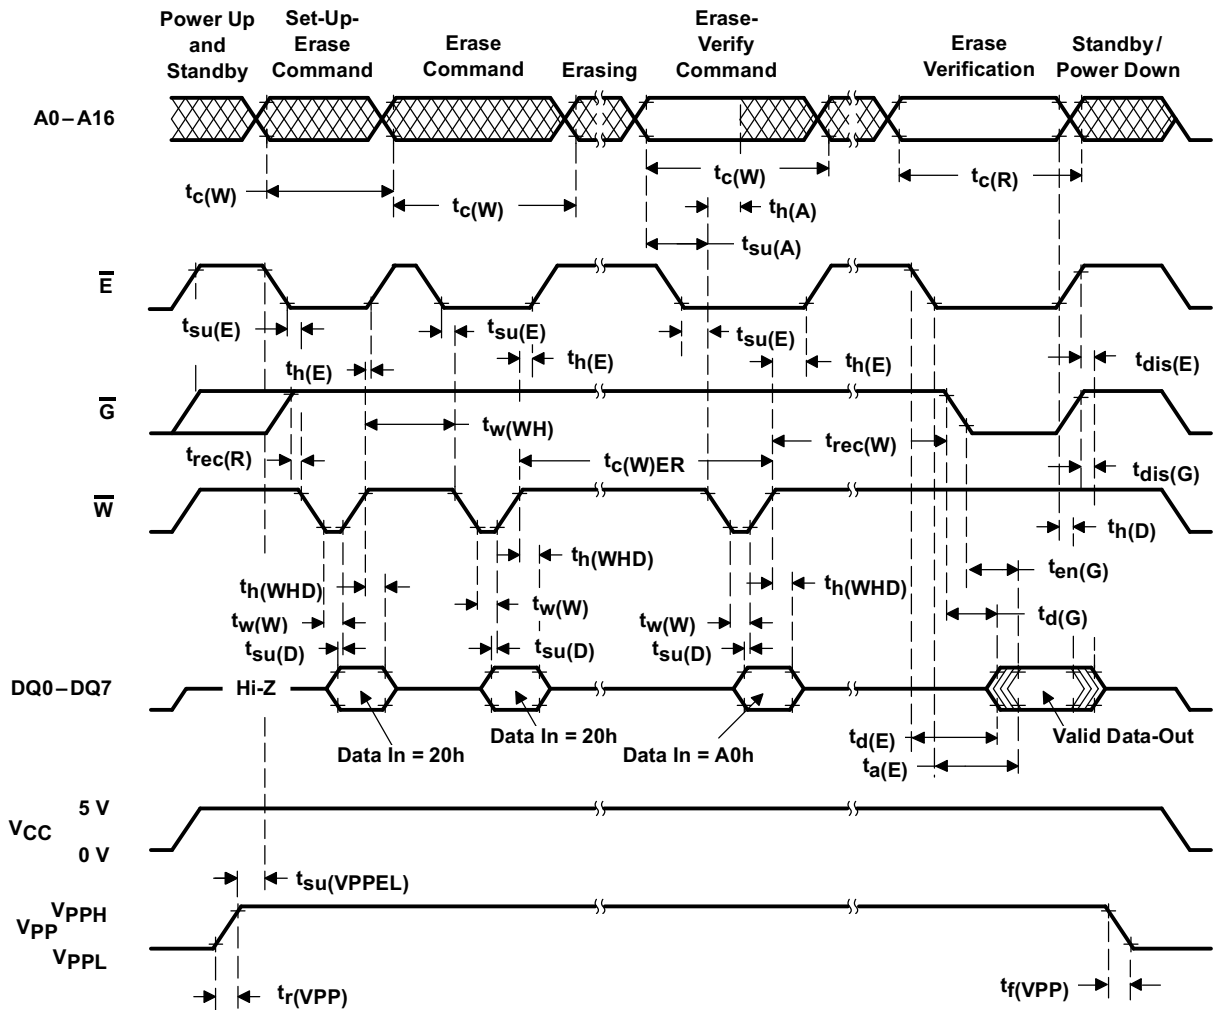 Power Up
and
Standby
Set-Up-
Erase
Command
Erase
Command
Erasing
Erase-
Verify
Command
Erase
Verification
Standby/
Power Down
A0–A16
tc(W)
tc(W)
tc(W)
th(A)
tsu(A)
tc(R)
E
tsu(E)
tsu(E)
tsu(E)
th(E)
th(E)
th(E)
tdis(E)
G
tw(WH)
trec(W)
trec(R)
tc(W)ER
tdis(G)
W
th(D)
th(WHD)
th(WHD)
th(WHD)
ten(G)
tw(W)
tw(W)
tw(W)
td(G)
tsu(D)
tsu(D)
tsu(D)
DQ0–DQ7
Hi-Z
Data In = 20h
Data In = 20h
Data In = A0h
td(E)
Valid Data-Out
ta(E)
VCC
5 V
0 V
tsu(VPPEL)
VPP
VPPH
VPPL
tr(VPP)
tf(VPP)